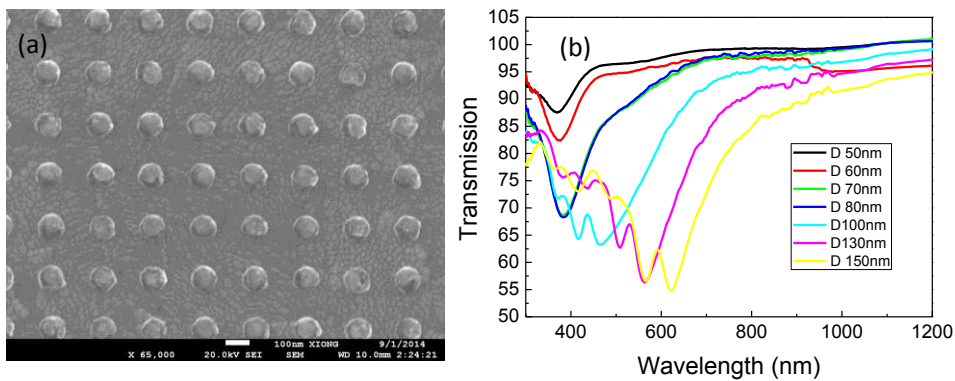 (a)
100nm XIONG 9/1/2014
X 65,000 20.0kV SEI SEM WD 10.0mm 2:24:21
(b)
105
100
95
90
85
80
75
70
65
60
55
50
Transmission
D 50nm
D 60nm
D 70nm
D 80nm
D100nm
D130nm
D 150nm
400 600 800 1000 1200
Wavelength (nm)